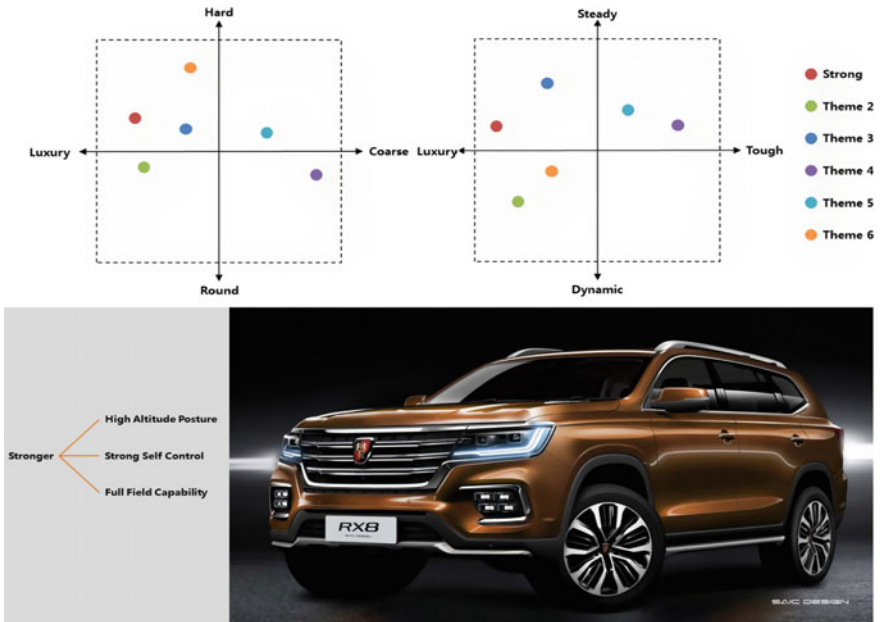 Hard
Luxury
Coarse
Round
Steady
Luxury
Tough
Dynamic
Strong
Theme 2
Theme 3
Theme 4
Theme 5
Theme 6
Stronger
High Altitude Posture
Strong Self Control
Full Field Capability
RX8
SAIC DESIGN